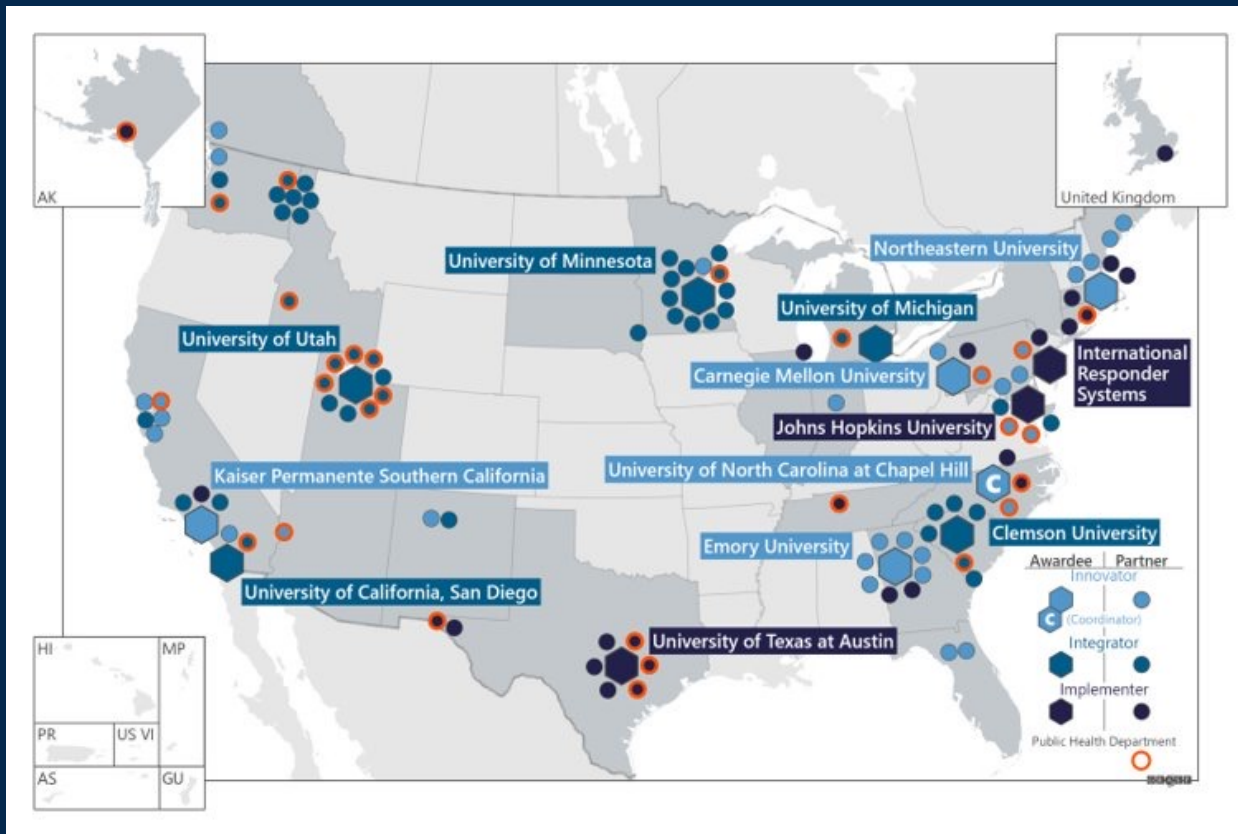 AK
United Kingdom
Northeastern University
University of Minnesota
University of Michigan
University of Utah
International
Responder
Systems
Carnegie Mellon University
Johns Hopkins University
Kaiser Permanente Southern California
University of North Carolina at Chapel Hill
C
Clemson University
Emory University
University of California, San Diego
University of Texas at Austin
Awardee Partner
Innovator
C (Coordinator)
Integrator
Implementer
Public Health Department
HI
MP
PR
US VI
AS
GU